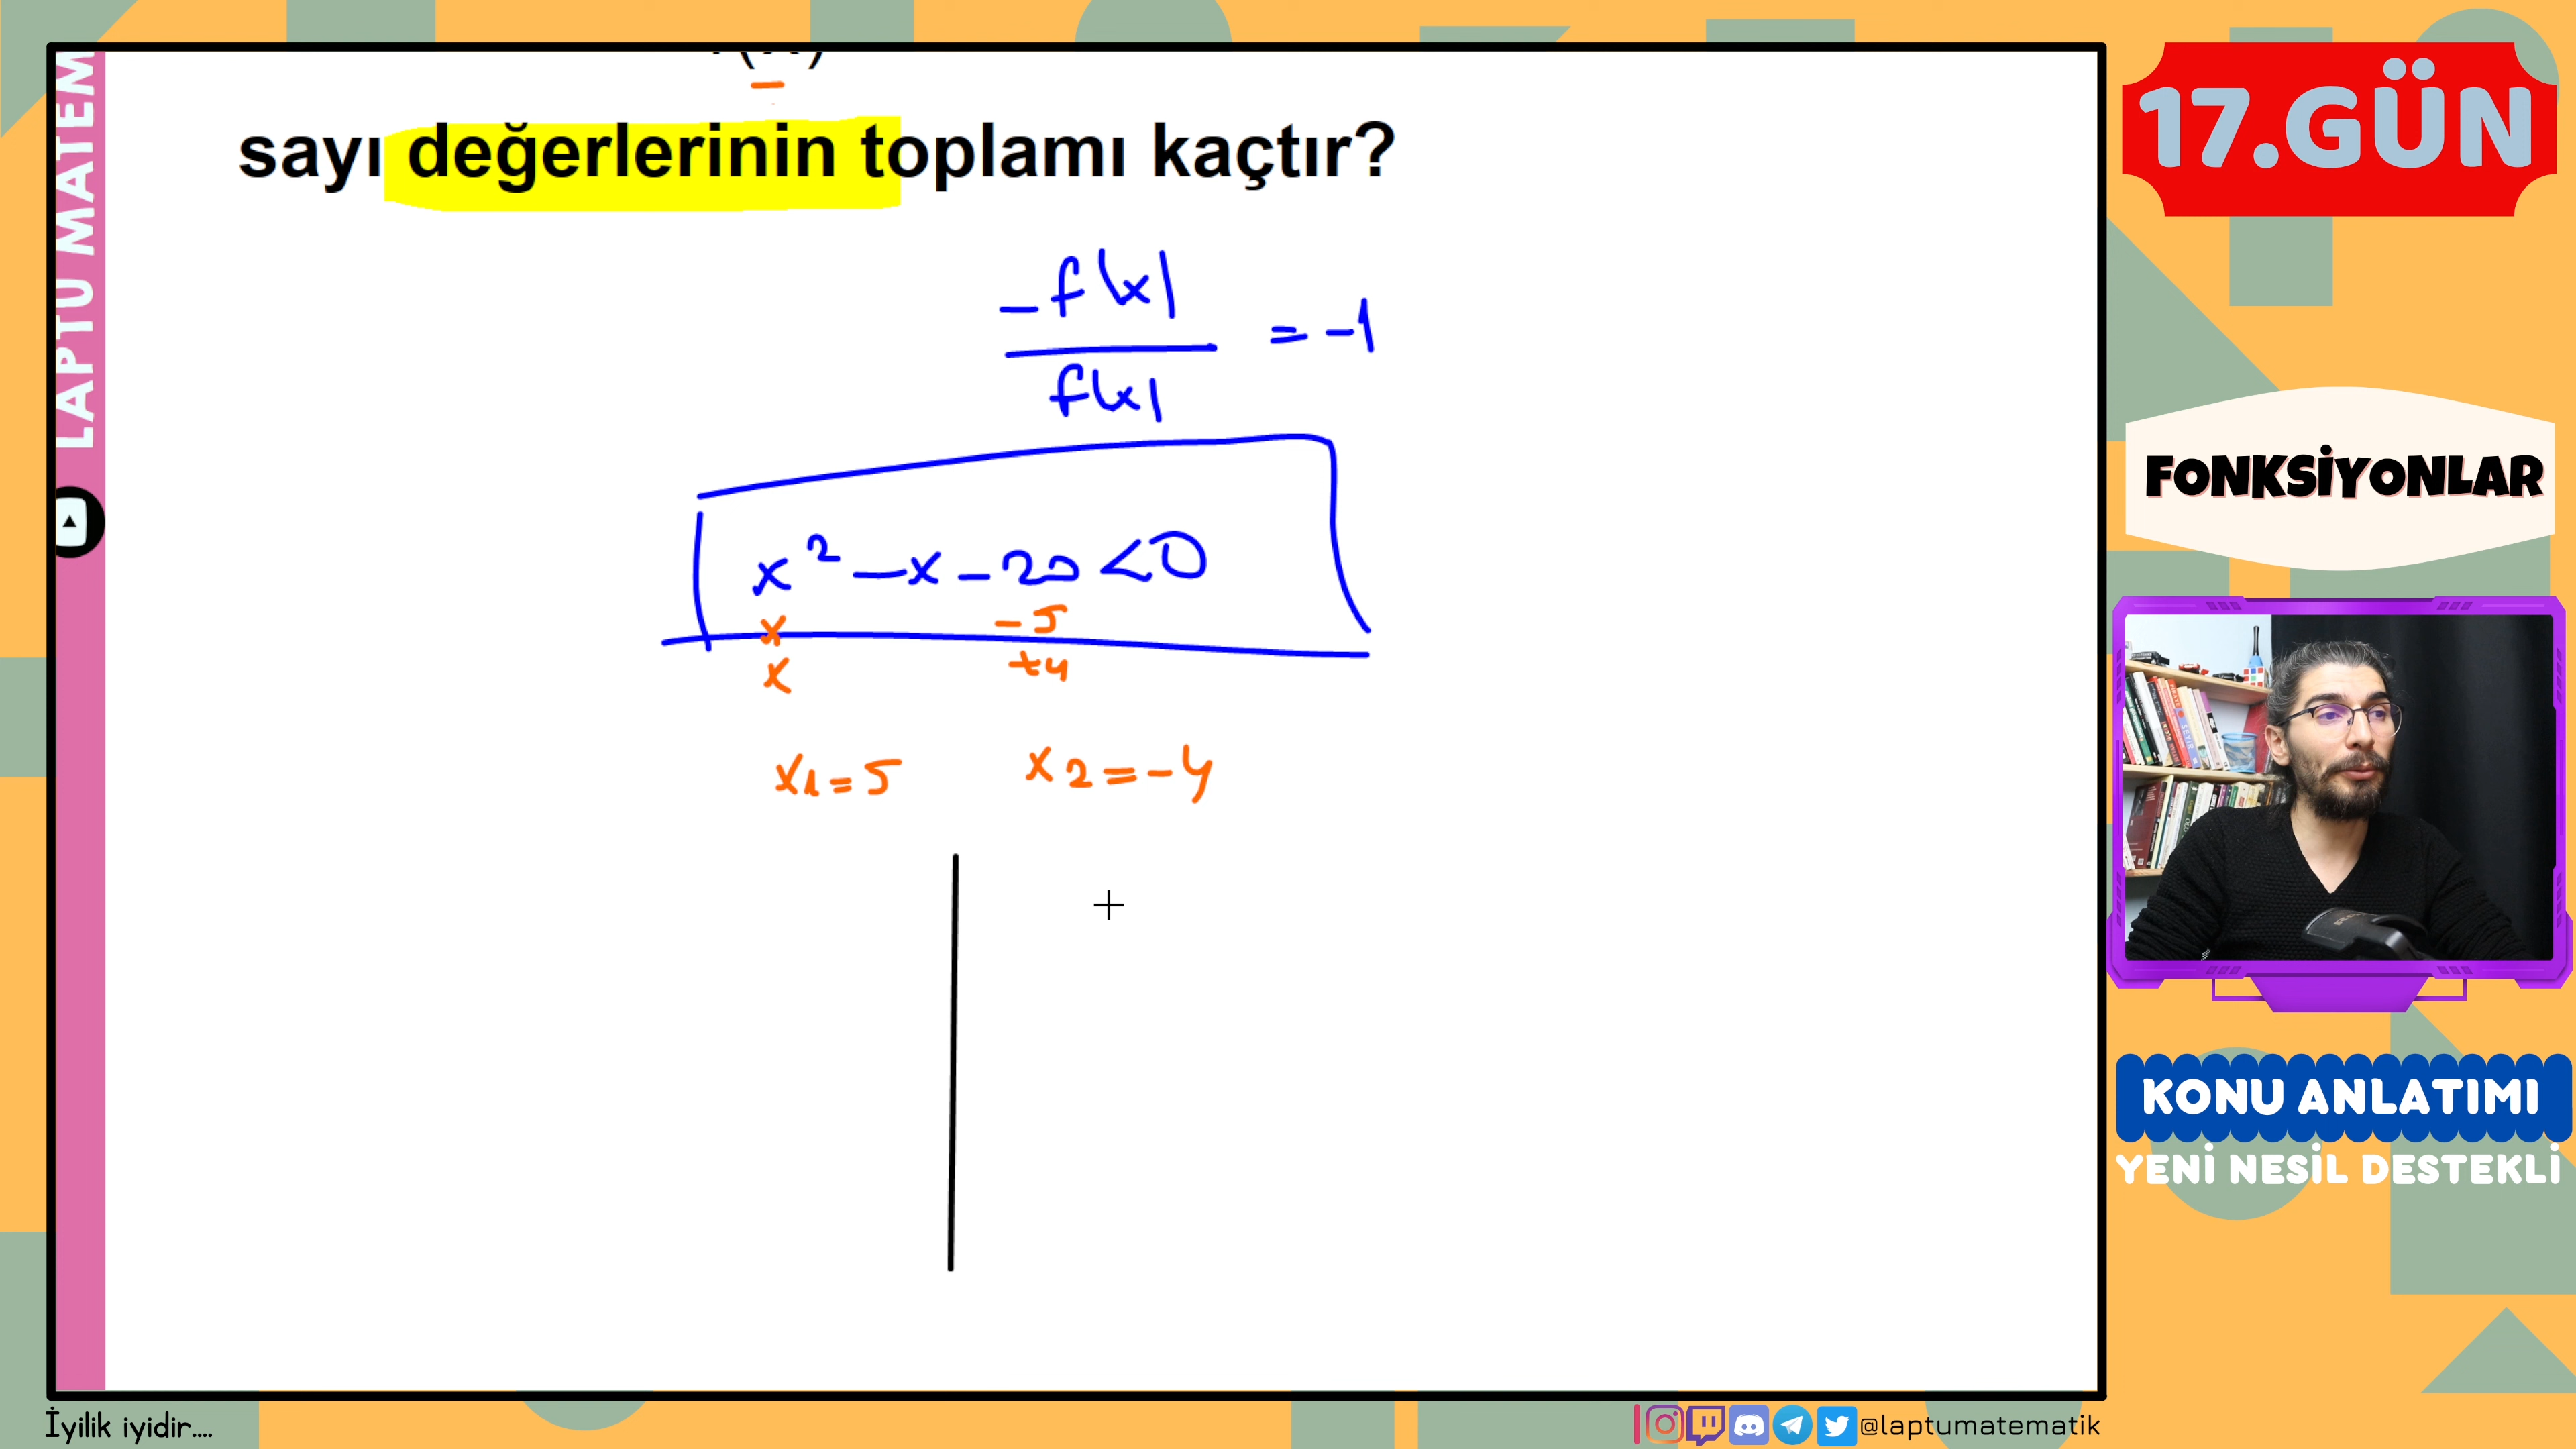 LAPTU MATEM
sayı değerlerinin toplamı kaçtır?
-f(x)
= -1
f(x)
x² - x - 20 < 0
x -5
x +4
x1 = 5 x2 = -4
17.GÜN
FONKSİYONLAR
KONU ANLATIMI
YENİ NESİL DESTEKLİ
İyilik iyidir....
@laptumatematik